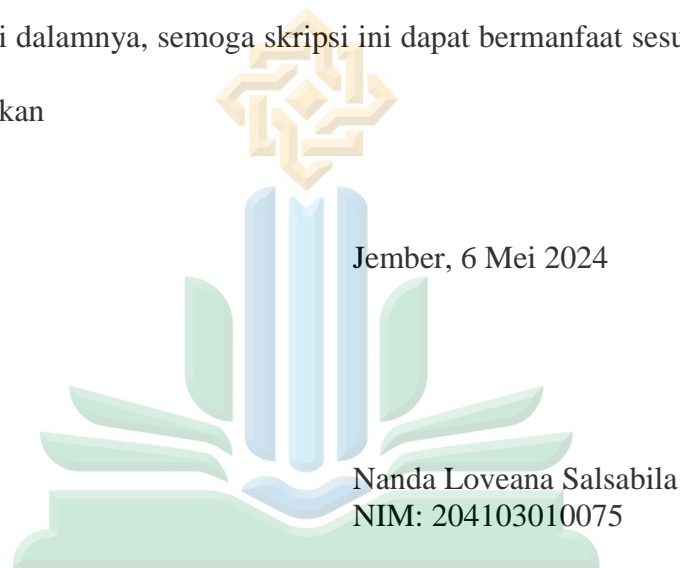 i dalamnya, semoga skripsi ini dapat bermanfaat sesu
kan
Jember, 6 Mei 2024
Nanda Loveana Salsabila
NIM: 204103010075